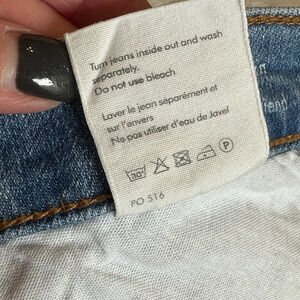 Turn jeans inside out and wash
separately.
Do not use bleach
Laver le jean séparément et
sur l'envers
Ne pas utiliser d'eau de Javel
30°
P
PO 516